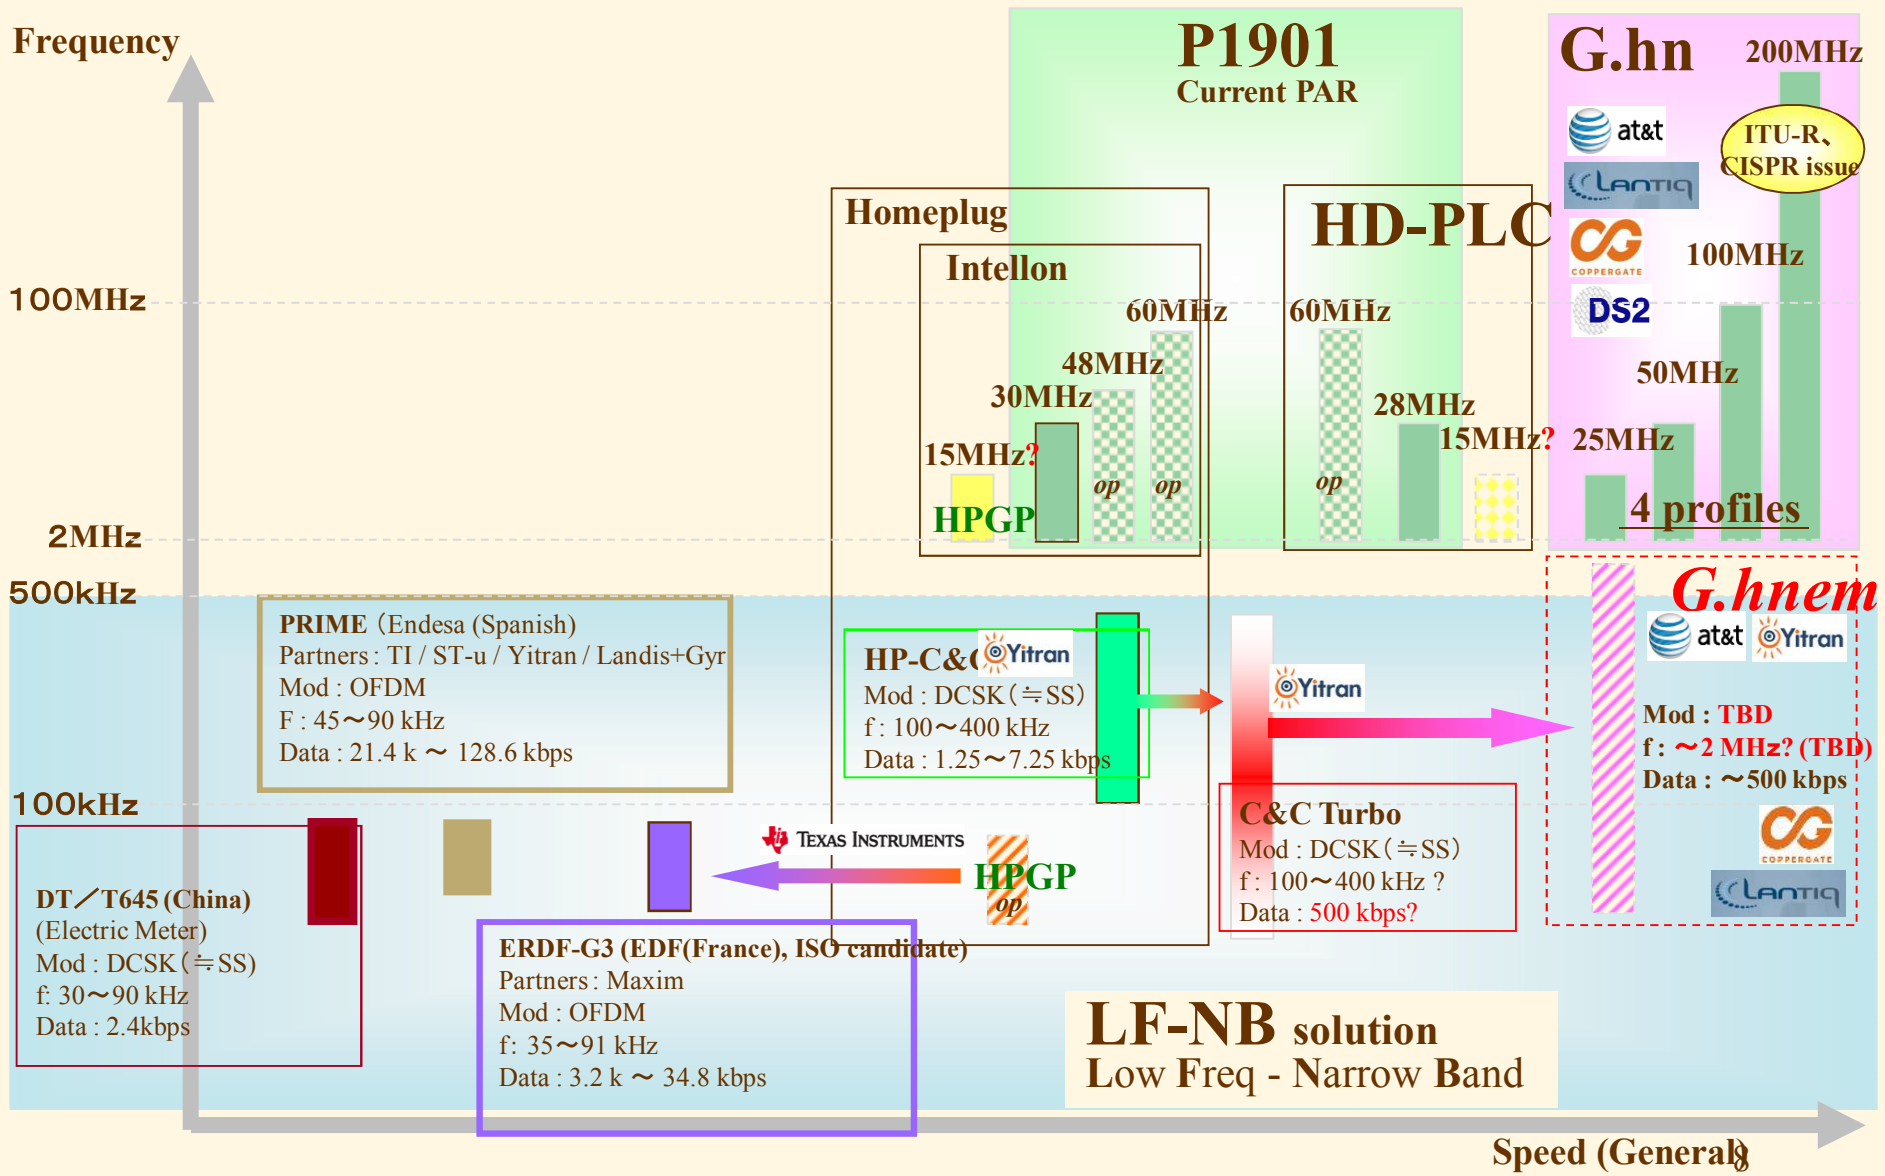 Frequency
P1901
Current PAR
G.hn
200MHz
at&t
ITU-R、
CISPR issue
LANTIQ
Homeplug
HD-PLC
CG
COPPERGATE
100MHz
Intellon
100MHz
DS2
60MHz
60MHz
48MHz
50MHz
30MHz
28MHz
15MHz?
15MHz?
25MHz
op
op
op
HPGP
4 profiles
2MHz
500kHz
G.hnem
PRIME（Endesa (Spanish)
Partners : TI / ST-u / Yitran / Landis+Gyr
Mod : OFDM
F : 45～90 kHz
Data : 21.4 k ～ 128.6 kbps
HP-C&C
Yitran
Mod : DCSK（≒SS）
f : 100～400 kHz
Data : 1.25～7.25 kbps
Yitran
at&t
Yitran
Mod : TBD
f : ～2 MHz? (TBD)
Data : ～500 kbps
100kHz
C&C Turbo
Mod : DCSK（≒SS）
f : 100～400 kHz ?
Data : 500 kbps?
CG
COPPERGATE
LANTIQ
TEXAS INSTRUMENTS
HPGP
op
DT／T645 (China)
(Electric Meter)
Mod : DCSK（≒SS）
f: 30～90 kHz
Data : 2.4kbps
ERDF-G3 (EDF(France), ISO candidate)
Partners : Maxim
Mod : OFDM
f: 35～91 kHz
Data : 3.2 k ～ 34.8 kbps
LF-NB solution
Low Freq - Narrow Band
Speed (General)
8